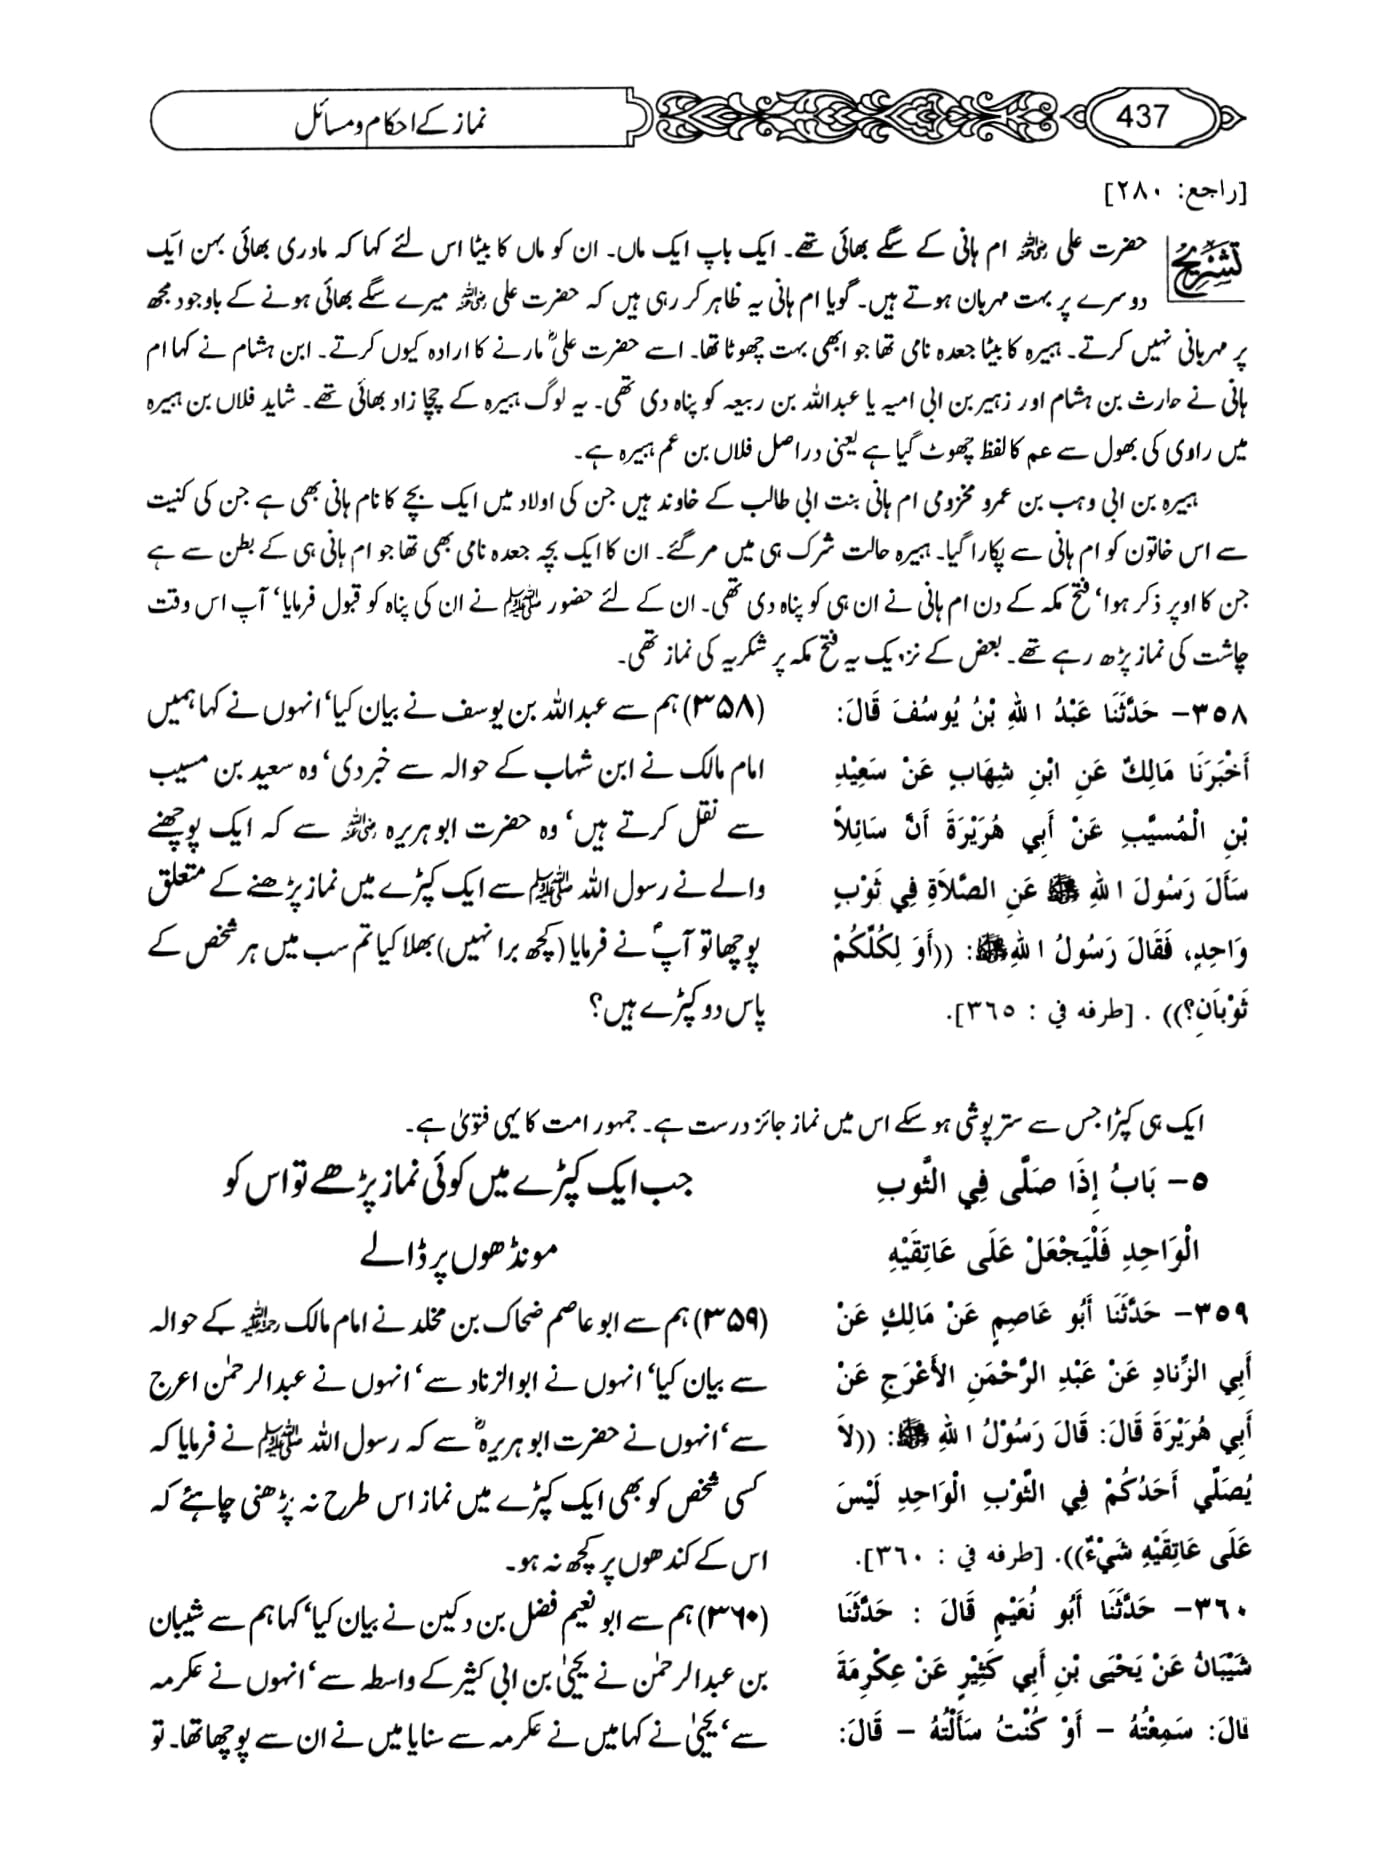 437
نماز کے احکام و مسائل
[راجع: ٢٨٠]
تشریح
حضرت علی رضی اللہ عنہ ام ہانی کے سگے بھائی تھے۔ ایک باپ ایک ماں۔ ان کو ماں کا بیٹا اس لئے کہا کہ مادری بھائی بہن ایک
دوسرے پر بہت مہربان ہوتے ہیں۔ گویا ام ہانی یہ ظاہر کر رہی ہیں کہ حضرت علی رضی اللہ عنہ میرے سگے بھائی ہونے کے باوجود مجھ
پر مہربانی نہیں کرتے۔ ہبیرہ کا بیٹا جعدہ نامی تھا جو ابھی بہت چھوٹا تھا۔ اسے حضرت علیؓ مارنے کا ارادہ کیوں کرتے۔ ابن ہشام نے کہا ام
ہانی نے حارث بن ہشام اور زہیر بن ابی امیہ یا عبداللہ بن ربیعہ کو پناہ دی تھی۔ یہ لوگ ہبیرہ کے چچا زاد بھائی تھے۔ شاید فلاں بن ہبیرہ
میں راوی کی بھول سے عم کا لفظ چھوٹ گیا ہے یعنی دراصل فلاں بن عم ہبیرہ ہے۔
ہبیرہ بن ابی وہب بن عمرو مخزومی ام ہانی بنت ابی طالب کے خاوند ہیں جن کی اولاد میں ایک بچے کا نام ہانی بھی ہے جن کی کنیت
سے اس خاتون کو ام ہانی سے پکارا گیا۔ ہبیرہ حالت شرک ہی میں مر گئے۔ ان کا ایک بچہ جعدہ نامی بھی تھا جو ام ہانی ہی کے بطن سے ہے
جن کا اوپر ذکر ہوا‘ فتح مکہ کے دن ام ہانی نے ان ہی کو پناہ دی تھی۔ ان کے لئے حضور ﷺ نے ان کی پناہ کو قبول فرمایا‘ آپ اس وقت
چاشت کی نماز پڑھ رہے تھے۔ بعض کے نزدیک یہ فتح مکہ پر شکریہ کی نماز تھی۔
٣٥٨– حَدَّثَنَا عَبْدُ اللهِ بْنُ يُوسُفَ قَالَ:
أَخْبَرَنَا مَالِكٌ عَنِ ابْنِ شِهَابٍ عَنْ سَعِيْدِ
بْنِ الْمُسَيَّبِ عَنْ أَبِي هُرَيْرَةَ أَنَّ سَائِلاً
سَأَلَ رَسُولَ اللهِ ﷺ عَنِ الصَّلاَةِ فِي ثَوْبٍ
وَاحِدٍ، فَقَالَ رَسُولُ اللهِ ﷺ: ((أَوَ لِكُلِّكُمْ
ثَوْبَانِ؟)) . [طرفه في : ٣٦٥].
(۳۵۸) ہم سے عبداللہ بن یوسف نے بیان کیا‘ انہوں نے کہا ہمیں
امام مالک نے ابن شہاب کے حوالہ سے خبر دی‘ وہ سعید بن مسیب
سے نقل کرتے ہیں‘ وہ حضرت ابو ہریرہ رضی اللہ عنہ سے کہ ایک پوچھنے
والے نے رسول اللہ ﷺ سے ایک کپڑے میں نماز پڑھنے کے متعلق
پوچھا تو آپؐ نے فرمایا (کچھ برا نہیں) بھلا کیا تم سب میں ہر شخص کے
پاس دو کپڑے ہیں؟
ایک ہی کپڑا جس سے ستر پوشی ہو سکے اس میں نماز جائز درست ہے۔ جمہور امت کا یہی فتویٰ ہے۔
٥– بَابُ إِذَا صَلَّى فِي الثَّوبِ
الْوَاحِدِ فَلْيَجْعَلْ عَلَى عَاتِقَيْهِ
جب ایک کپڑے میں کوئی نماز پڑھے تو اس کو
مونڈھوں پر ڈالے
٣٥٩– حَدَّثَنَا أَبُو عَاصِمٍ عَنْ مَالِكٍ عَنْ
أَبِي الزِّنادِ عَنْ عَبْدِ الرَّحْمَنِ الأَعْرَجِ عَنْ
أَبِي هُرَيْرَةَ قَالَ: قَالَ رَسُوْلُ اللهِ ﷺ: ((لاَ
يُصَلِّي أَحَدُكُمْ فِي الثَّوْبِ الْوَاحِدِ لَيْسَ
عَلَى عَاتِقَيْهِ شَيْءٌ)). [طرفه في : ٣٦٠].
(۳۵۹) ہم سے ابو عاصم ضحاک بن مخلد نے امام مالک رحمۃ اللہ علیہ کے حوالہ
سے بیان کیا‘ انہوں نے ابوالزناد سے‘ انہوں نے عبدالرحمٰن اعرج
سے‘ انہوں نے حضرت ابو ہریرہؓ سے کہ رسول اللہ ﷺ نے فرمایا کہ
کسی شخص کو بھی ایک کپڑے میں نماز اس طرح نہ پڑھنی چاہئے کہ
اس کے کندھوں پر کچھ نہ ہو۔
٣٦٠– حَدَّثَنَا أَبُو نُعَيْمٍ قَالَ : حَدَّثَنَا
شَيْبَانُ عَنْ يَحْيَى بْنِ أَبِي كَثِيْرٍ عَنْ عِكْرِمَةَ
قَالَ: سَمِعْتُهُ – أَوْ كُنْتُ سَأَلْتُهُ – قَالَ:
(۳۶۰) ہم سے ابو نعیم فضل بن دکین نے بیان کیا‘ کہا ہم سے شیبان
بن عبدالرحمٰن نے یحییٰ بن ابی کثیر کے واسطہ سے‘ انہوں نے عکرمہ
سے‘ یحییٰ نے کہا میں نے عکرمہ سے سنا یا میں نے ان سے پوچھا تھا۔ تو